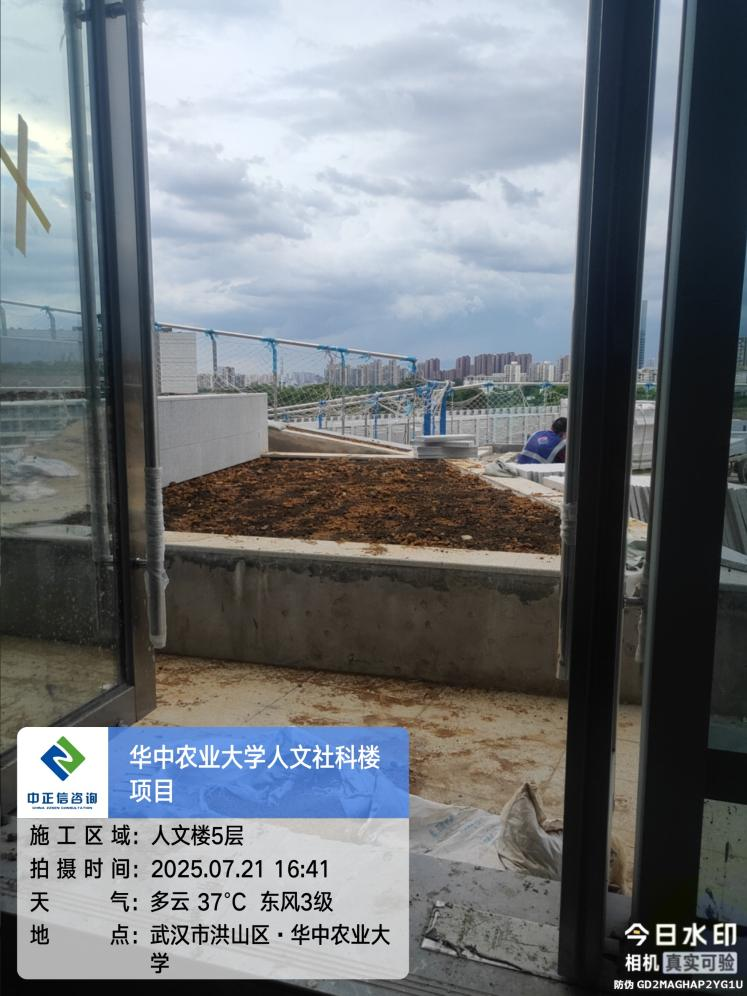 中正信咨询
CHINA ZOXEN CONSULTATION
华中农业大学人文社科楼
项目
施工区域：人文楼5层
拍摄时间：2025.07.21 16:41
天气：多云 37℃ 东风3级
地点：武汉市洪山区·华中农业大
学
今日水印
相机 真实可验
防伪 GD2MAGHAP2YG1U